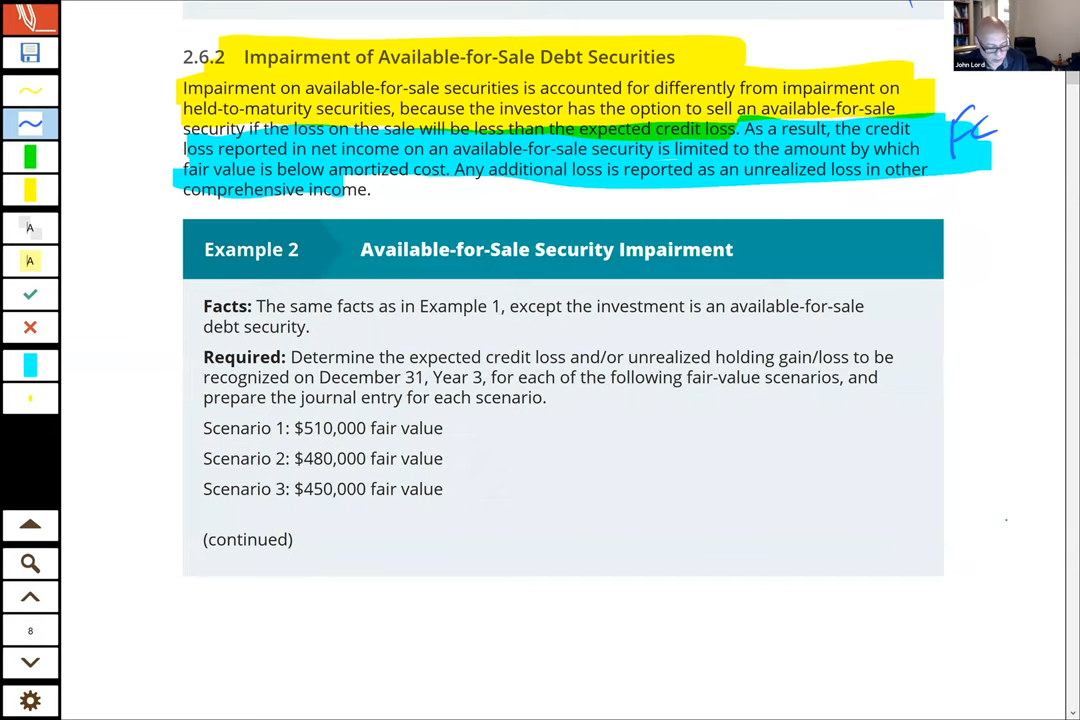 John Lord
2.6.2 Impairment of Available-for-Sale Debt Securities
Impairment on available-for-sale securities is accounted for differently from impairment on
held-to-maturity securities, because the investor has the option to sell an available-for-sale
security if the loss on the sale will be less than the expected credit loss. As a result, the credit
loss reported in net income on an available-for-sale security is limited to the amount by which
fair value is below amortized cost. Any additional loss is reported as an unrealized loss in other
comprehensive income.
Example 2 Available-for-Sale Security Impairment
Facts: The same facts as in Example 1, except the investment is an available-for-sale
debt security.
Required: Determine the expected credit loss and/or unrealized holding gain/loss to be
recognized on December 31, Year 3, for each of the following fair-value scenarios, and
prepare the journal entry for each scenario.
Scenario 1: $510,000 fair value
Scenario 2: $480,000 fair value
Scenario 3: $450,000 fair value
(continued)
A
A
8